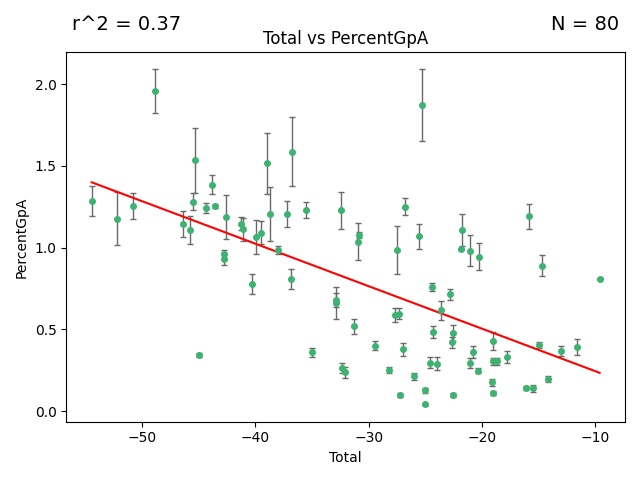 r^2 = 0.37
N = 80
Total vs PercentGpA
PercentGpA
2.0
1.5
1.0
0.5
0.0
−50
−40
−30
−20
−10
Total